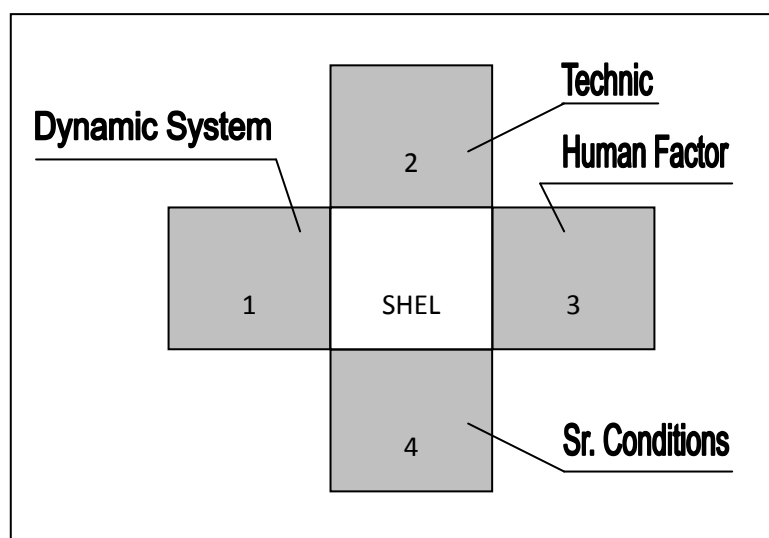 Technic
Dynamic System
2
Human Factor
1
SHEL
3
4
Sr. Conditions